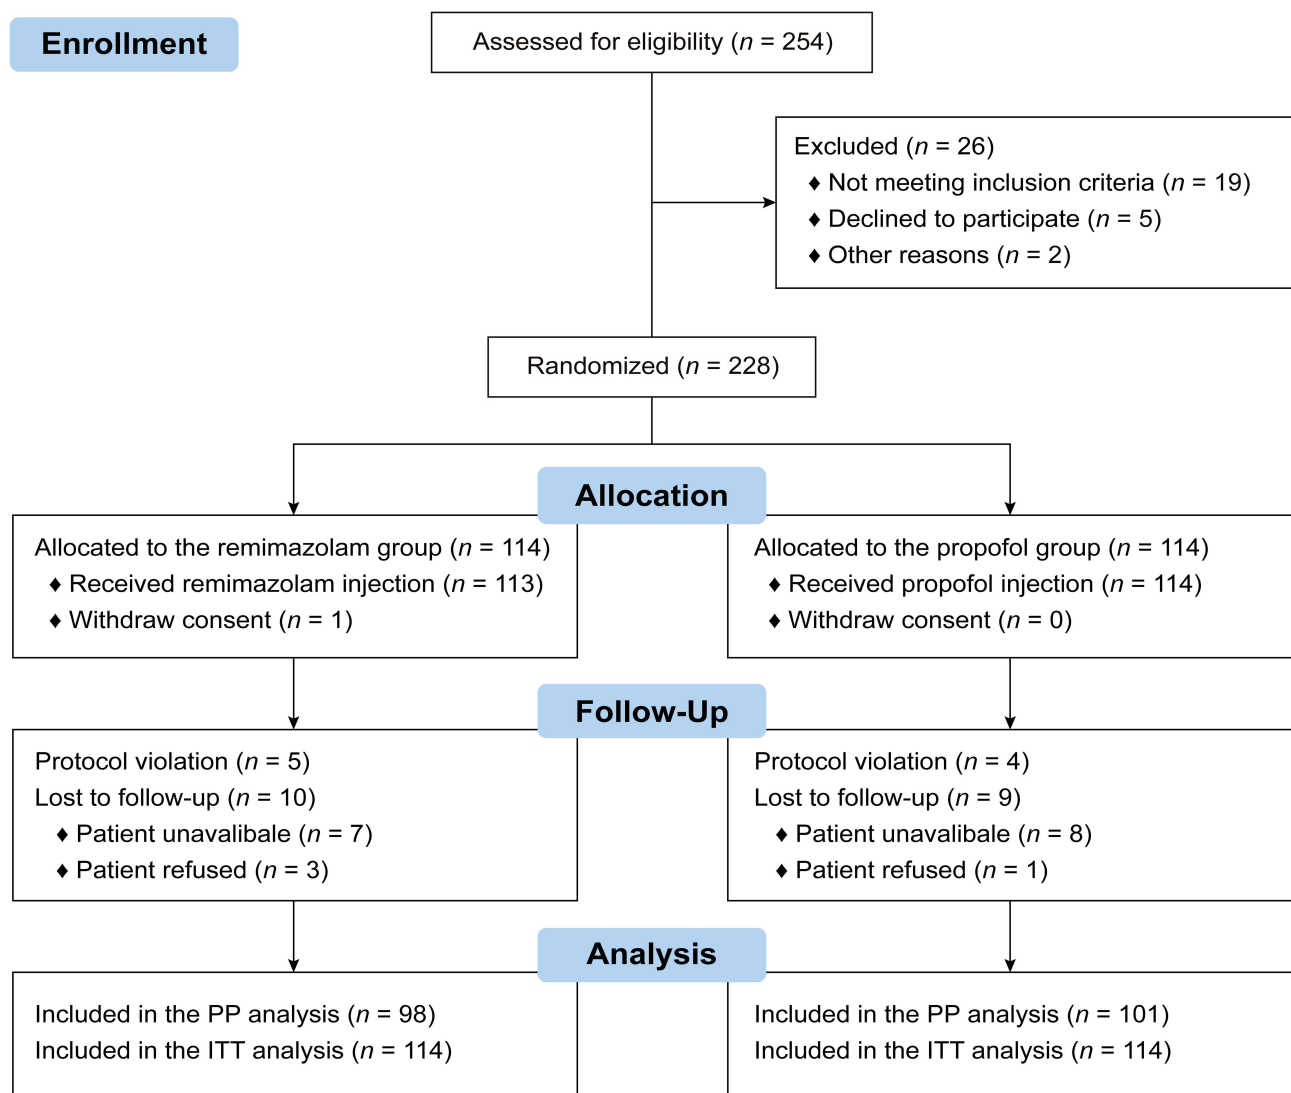 Enrollment
Assessed for eligibility (n = 254)
Excluded (n = 26)
♦ Not meeting inclusion criteria (n = 19)
♦ Declined to participate (n = 5)
♦ Other reasons (n = 2)
Randomized (n = 228)
Allocation
Allocated to the remimazolam group (n = 114)
♦ Received remimazolam injection (n = 113)
♦ Withdraw consent (n = 1)
Allocated to the propofol group (n = 114)
♦ Received propofol injection (n = 114)
♦ Withdraw consent (n = 0)
Follow-Up
Protocol violation (n = 5)
Lost to follow-up (n = 10)
♦ Patient unavalibale (n = 7)
♦ Patient refused (n = 3)
Protocol violation (n = 4)
Lost to follow-up (n = 9)
♦ Patient unavalibale (n = 8)
♦ Patient refused (n = 1)
Analysis
Included in the PP analysis (n = 98)
Included in the ITT analysis (n = 114)
Included in the PP analysis (n = 101)
Included in the ITT analysis (n = 114)